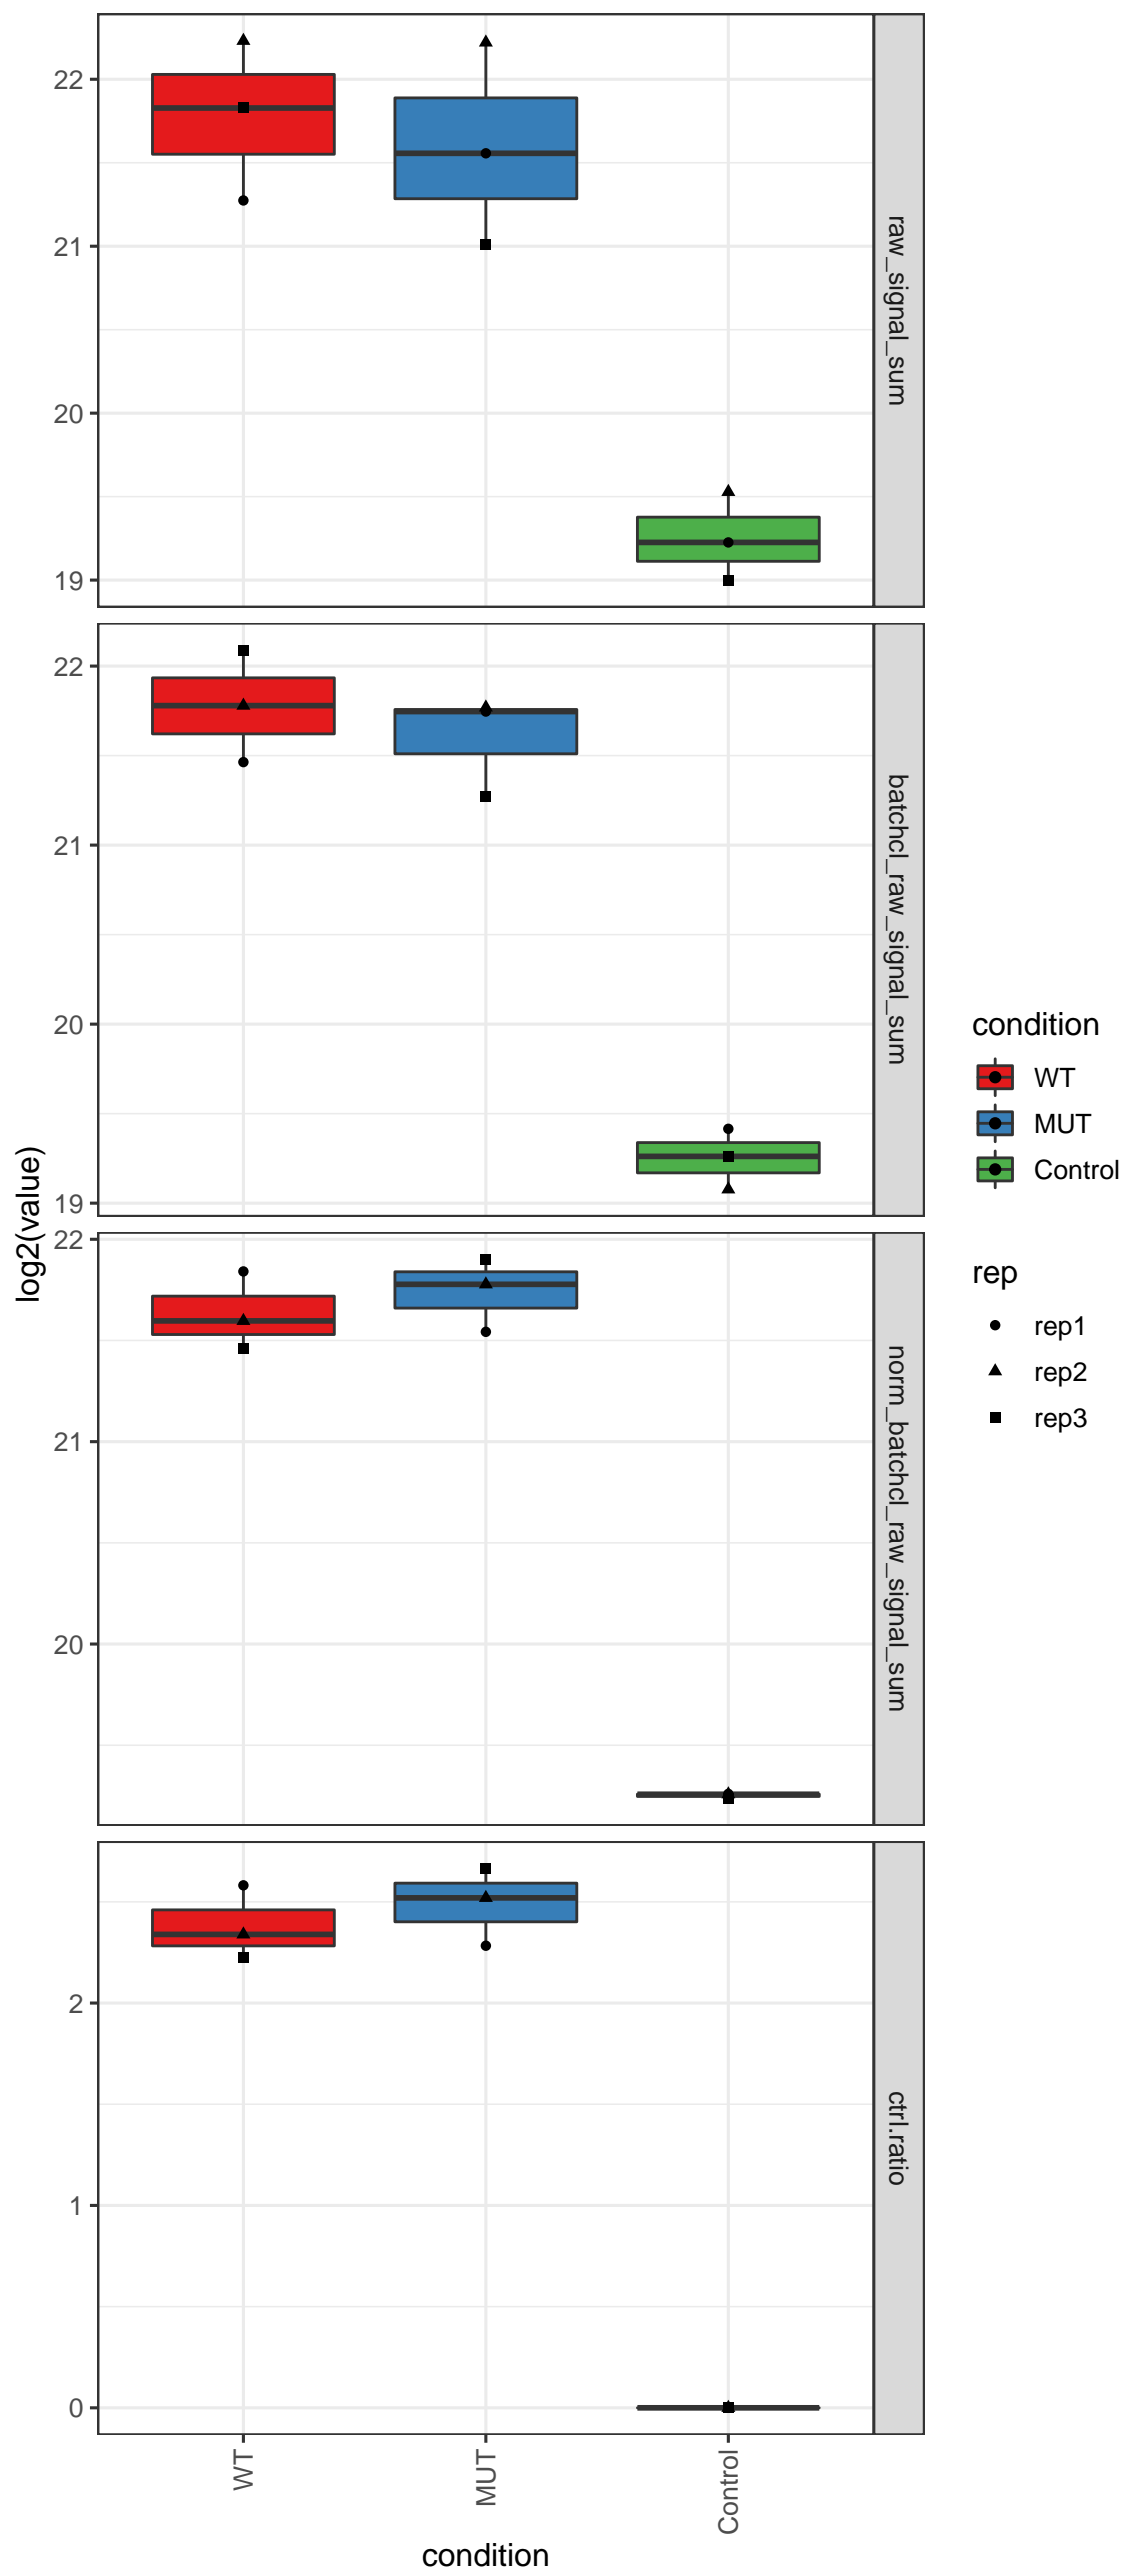 log2(value)
22
21
20
19
raw_signal_sum
22
21
20
19
batchcl_raw_signal_sum
22
21
20
norm_batchcl_raw_signal_sum
2
1
0
ctrl.ratio
WT
MUT
Control
condition
condition
WT
MUT
Control
rep
rep1
rep2
rep3